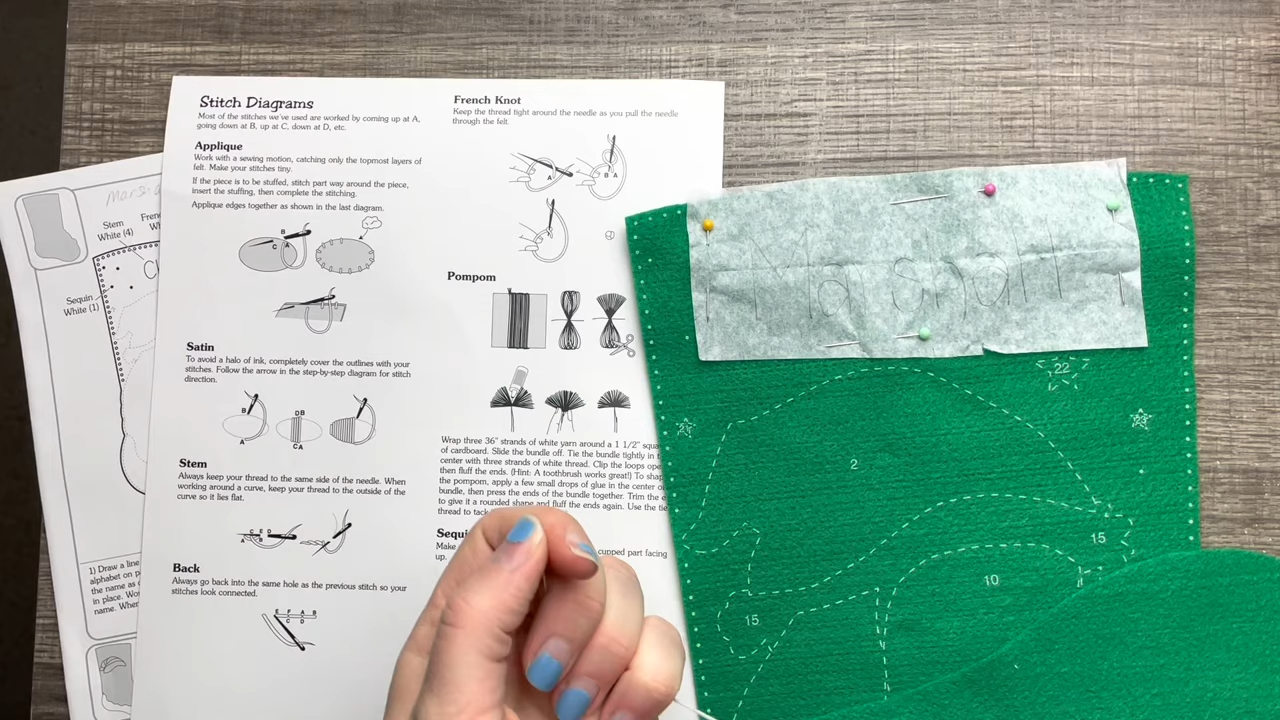 Stitch Diagrams
Most of the stitches we've used are worked by coming up at A,
going down at B, up at C, down at D, etc.
Applique
Work with a sewing motion, catching only the topmost layers of
felt. Make your stitches tiny.
If the piece is to be stuffed, stitch part way around the piece,
insert the stuffing, then complete the stitching.
Applique edges together as shown in the last diagram.
B
C
A
Satin
To avoid a halo of ink, completely cover the outlines with your
stitches. Follow the arrow in the step-by-step diagram for stitch
direction.
B
A
DB
CA
Stem
Always keep your thread to the same side of the needle. When
working around a curve, keep your thread to the outside of the
curve so it lies flat.
C E D
A B
Back
Always go back into the same hole as the previous stitch so your
stitches look connected.
E F A B
C D
French Knot
Keep the thread tight around the needle as you pull the needle
through the felt.
A
B A
Pompom
Wrap three 36" strands of white yarn around a 1 1/2"
of cardboard. Slide the bundle off. Tie the bundle tightly in
center with three strands of white thread. Clip the loops
then fluff the ends. (Hint: A toothbrush works great!) To
the pompom, apply a few small drops of glue in the center
bundle, then press the ends of the bundle together. Trim the
to give it a rounded shape and fluff the ends again. Use the
thread to
Make
cupped part facing
up.
Stem
White (4)
Sequin
White (1)
1) Draw a line
alphabet on
the name as
in place.
name.
Marshall
22
2
15
10
15